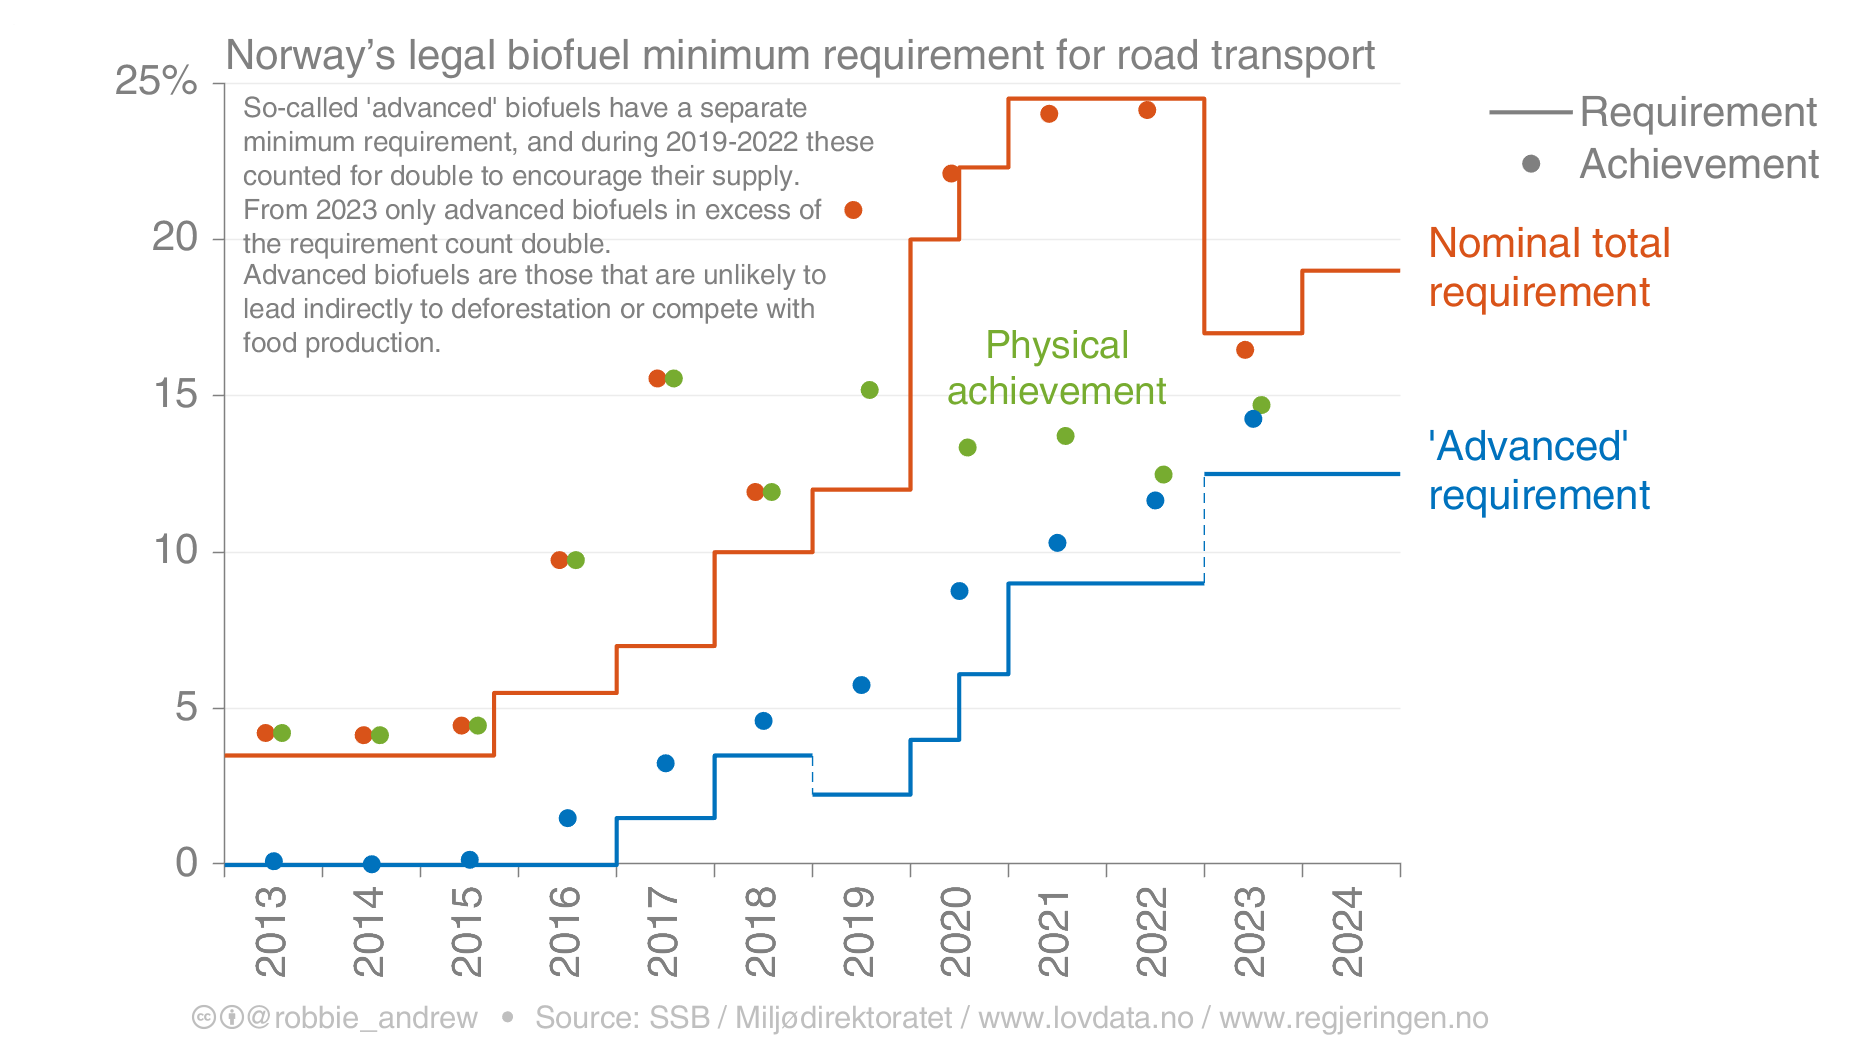 Norway’s legal biofuel minimum requirement for road transport
25%
So-called 'advanced' biofuels have a separate
minimum requirement, and during 2019-2022 these
counted for double to encourage their supply.
From 2023 only advanced biofuels in excess of
the requirement count double.
Advanced biofuels are those that are unlikely to
lead indirectly to deforestation or compete with
food production.
Requirement
Achievement
20
Nominal total
requirement
Physical
achievement
15
'Advanced'
requirement
10
5
0
2013
2014
2015
2016
2017
2018
2019
2020
2021
2022
2023
2024
cc @robbie_andrew • Source: SSB / Miljødirektoratet / www.lovdata.no / www.regjeringen.no